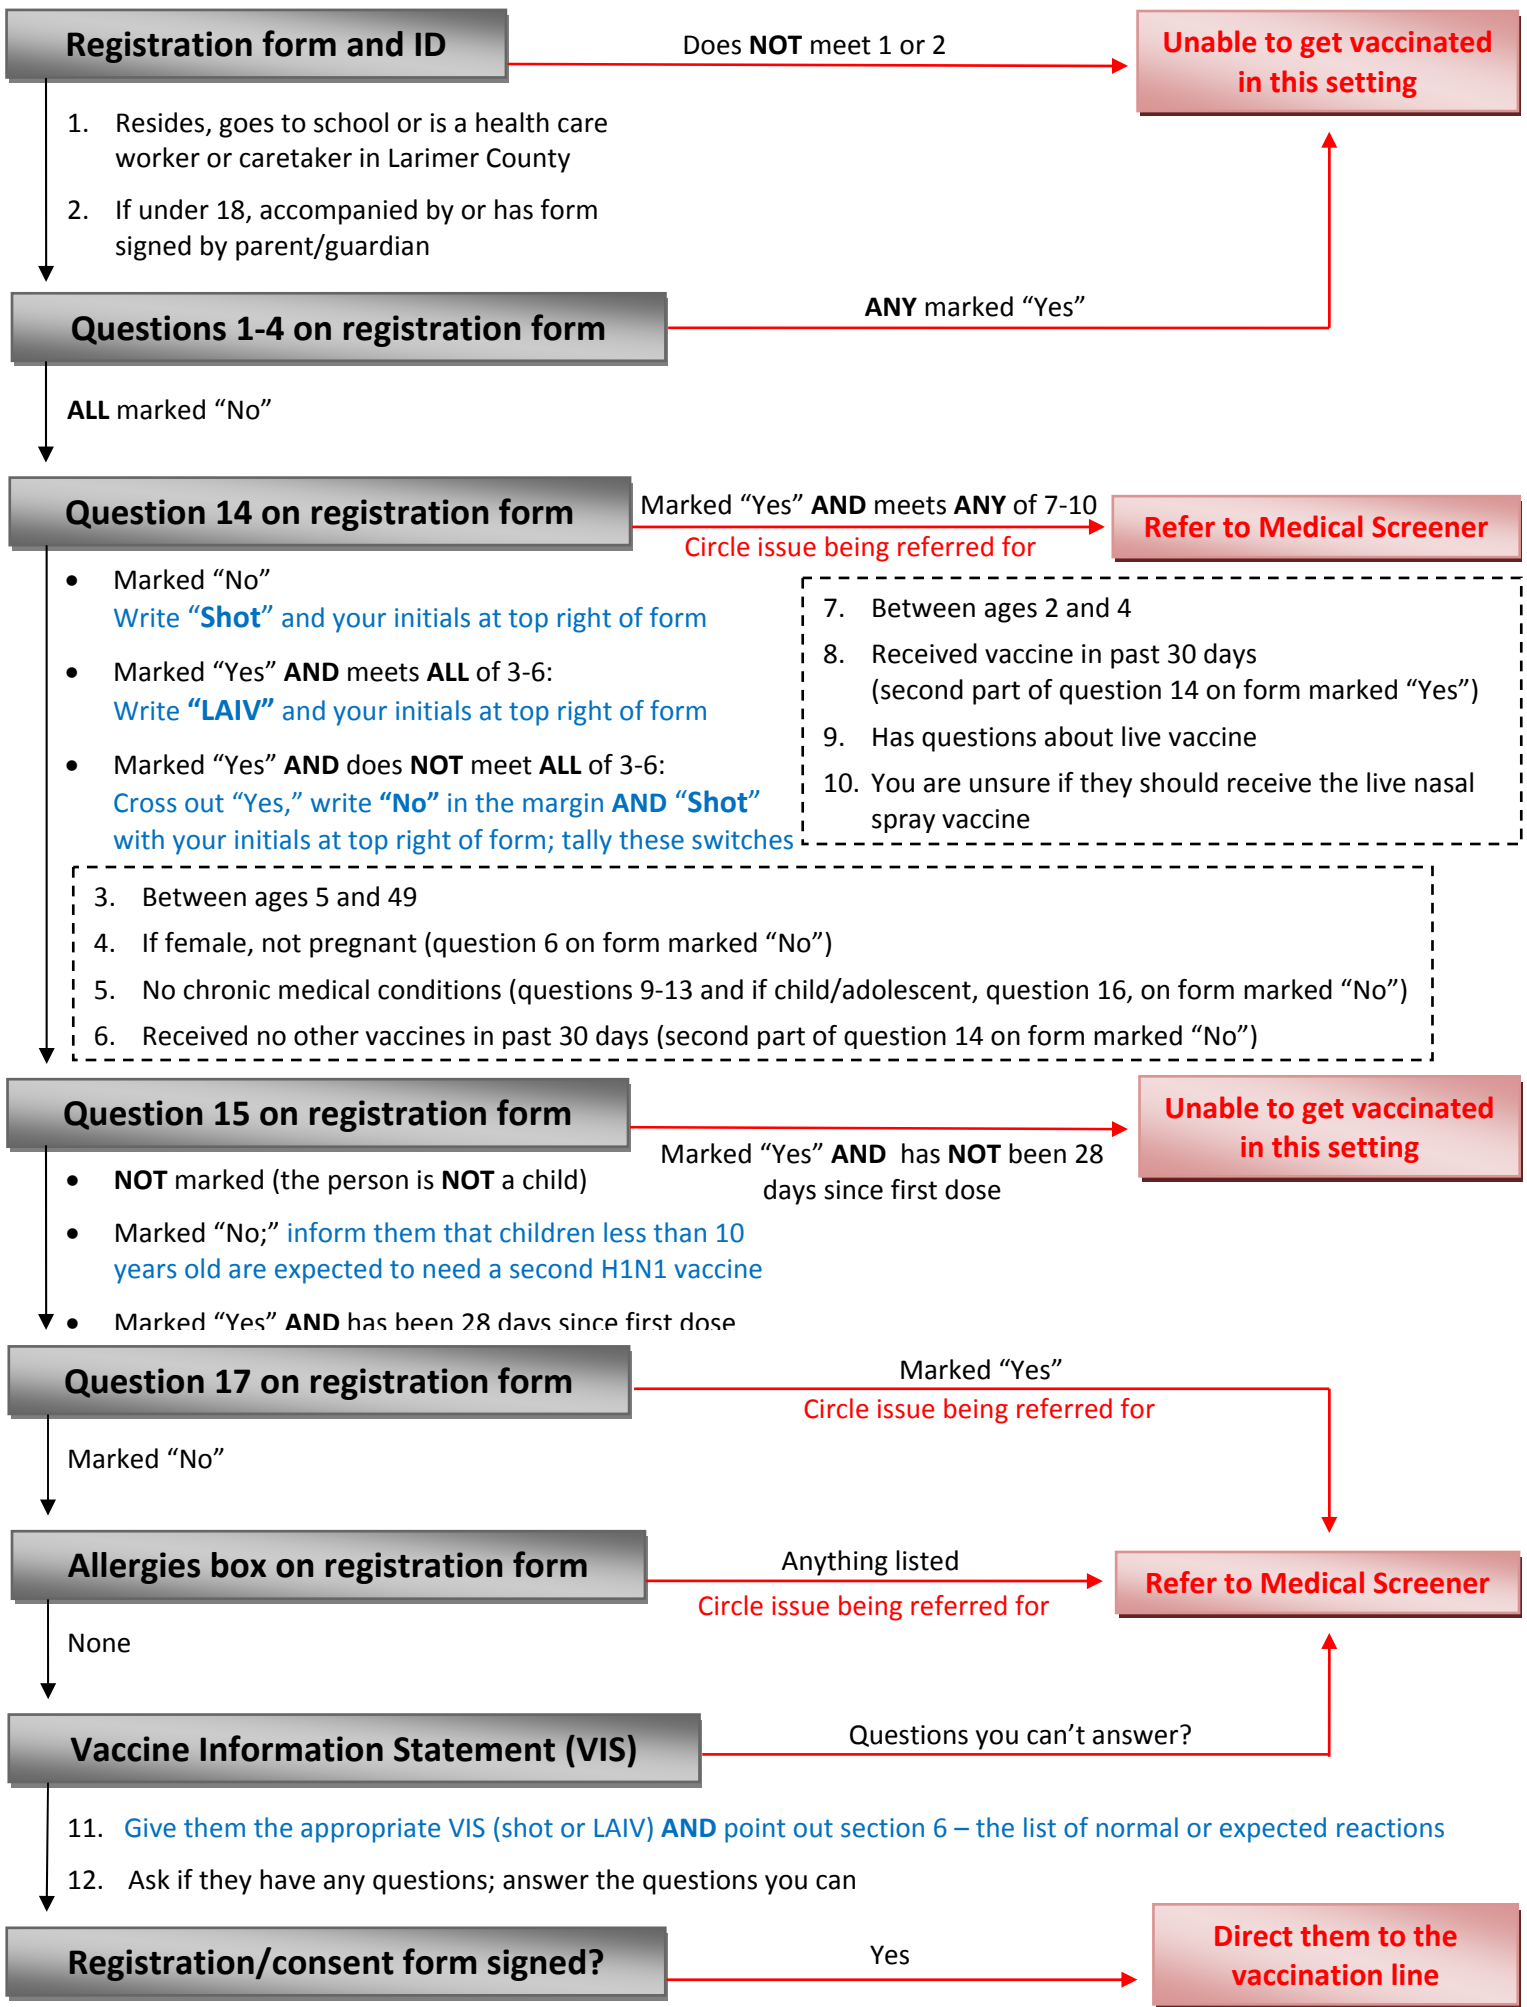 Registration form and ID
Does NOT meet 1 or 2
Unable to get vaccinated
in this setting
1. Resides, goes to school or is a health care
worker or caretaker in Larimer County
2. If under 18, accompanied by or has form
signed by parent/guardian
Questions 1-4 on registration form
ANY marked “Yes”
ALL marked “No”
Question 14 on registration form
Marked “Yes” AND meets ANY of 7-10
Circle issue being referred for
Refer to Medical Screener
• Marked “No”
Write “Shot” and your initials at top right of form
• Marked “Yes” AND meets ALL of 3-6:
Write “LAIV” and your initials at top right of form
• Marked “Yes” AND does NOT meet ALL of 3-6:
Cross out “Yes,” write “No” in the margin AND “Shot”
with your initials at top right of form; tally these switches
7. Between ages 2 and 4
8. Received vaccine in past 30 days
(second part of question 14 on form marked “Yes”)
9. Has questions about live vaccine
10. You are unsure if they should receive the live nasal
spray vaccine
3. Between ages 5 and 49
4. If female, not pregnant (question 6 on form marked “No”)
5. No chronic medical conditions (questions 9-13 and if child/adolescent, question 16, on form marked “No”)
6. Received no other vaccines in past 30 days (second part of question 14 on form marked “No”)
Question 15 on registration form
Marked “Yes” AND has NOT been 28
days since first dose
Unable to get vaccinated
in this setting
• NOT marked (the person is NOT a child)
• Marked “No;” inform them that children less than 10
years old are expected to need a second H1N1 vaccine
• Marked “Yes” AND has been 28 days since first dose
Question 17 on registration form
Marked “Yes”
Circle issue being referred for
Marked “No”
Allergies box on registration form
Anything listed
Circle issue being referred for
Refer to Medical Screener
None
Vaccine Information Statement (VIS)
Questions you can’t answer?
11. Give them the appropriate VIS (shot or LAIV) AND point out section 6 – the list of normal or expected reactions
12. Ask if they have any questions; answer the questions you can
Registration/consent form signed?
Yes
Direct them to the
vaccination line